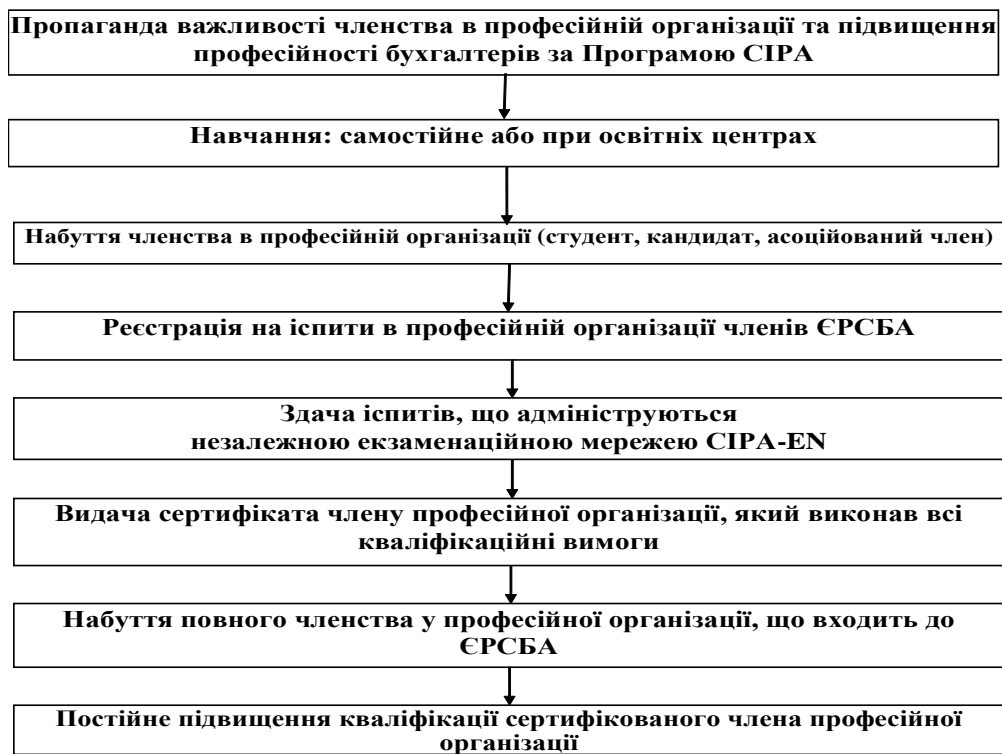 Пропаганда важливості членства в професійній організації та підвищення
професійності бухгалтерів за Програмою CIPA
Навчання: самостійне або при освітніх центрах
Набуття членства в професійній організації (студент, кандидат, асоційований член)
Реєстрація на іспити в професійній організації членів ЄРСБА
Здача іспитів, що адмініструються
незалежною екзаменаційною мережею CIPA-EN
Видача сертифіката члену професійної організації, який виконав всі
кваліфікаційні вимоги
Набуття повного членства у професійної організації, що входить до
ЄРСБА
Постійне підвищення кваліфікації сертифікованого члена професійної
організації